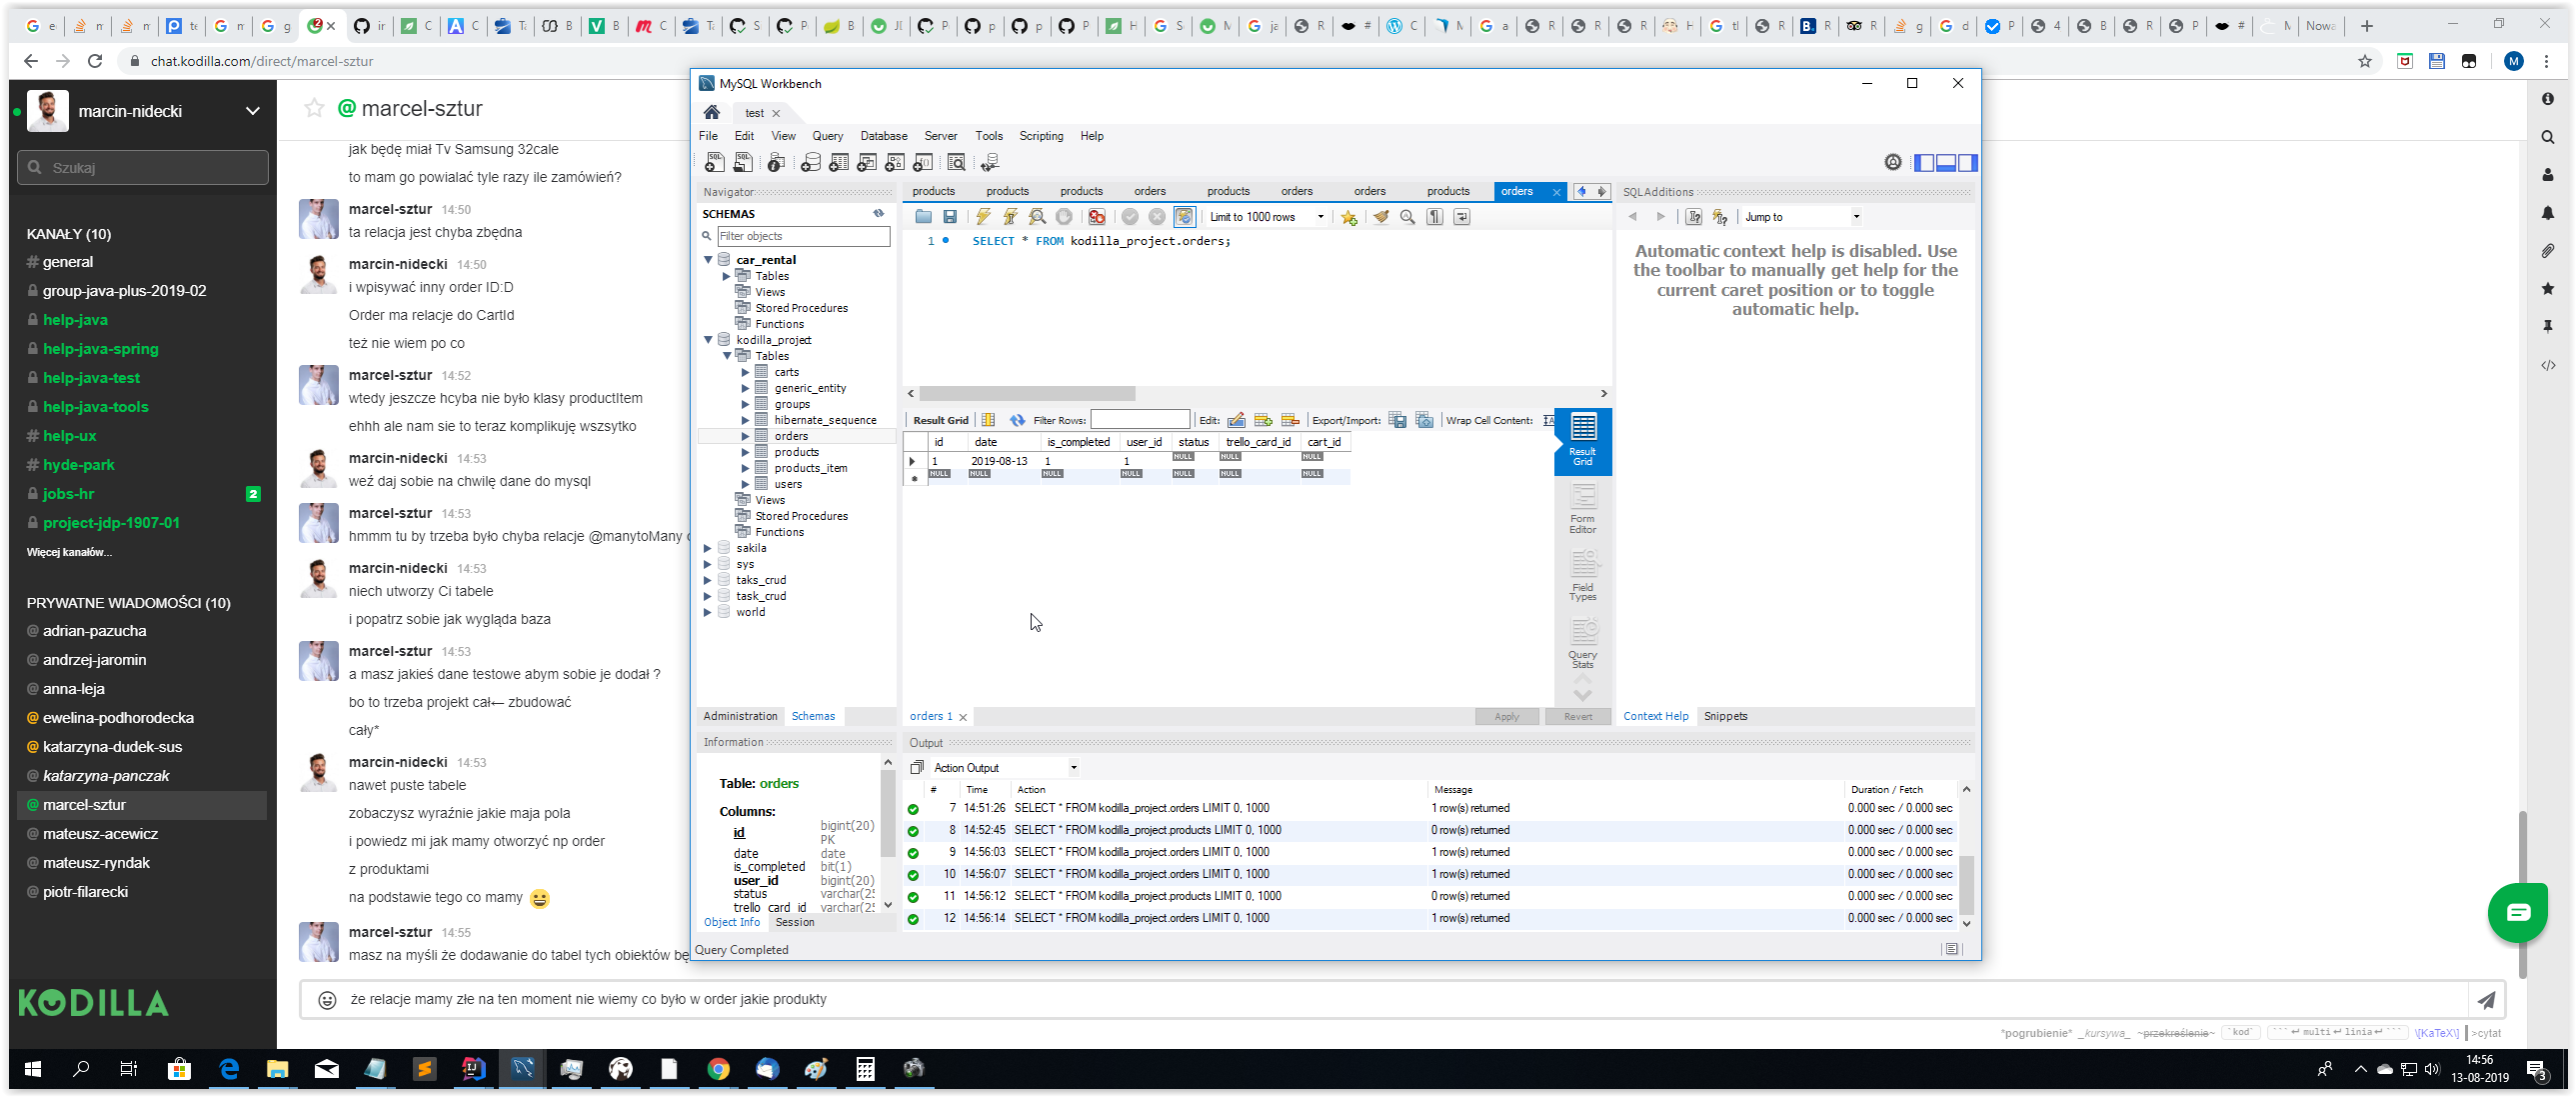 chat.kodilla.com/direct/marcel-sztur
marcin-nidecki
Szukaj
KANAŁY (10)
# general
group-java-plus-2019-02
help-java
help-java-spring
help-java-test
help-java-tools
# help-ux
# hyde-park
# jobs-hr 2
project-jdp-1907-01
Więcej kanałów...
PRYWATNE WIADOMOŚCI (10)
@ adrian-pazucha
@ andrzej-jaromin
@ anna-leja
@ ewelina-podhorodecka
@ katarzyna-dudek-sus
@ katarzyna-panczak
@ marcel-sztur
@ mateusz-acewicz
@ mateusz-ryndak
@ piotr-filarecki
KODILLA
@ marcel-sztur
jak będę miał Tv Samsung 32cale
to mam go powialać tyle razy ile zamówień?
marcel-sztur 14:50
ta relacja jest chyba zbędna
marcin-nidecki 14:50
i wpisywać inny order ID:D
Order ma relacje do CartId
też nie wiem po co
marcel-sztur 14:52
wtedy jeszcze hcyba nie było klasy productItem
ehhh ale nam sie to teraz komplikuję wszsytko
marcin-nidecki 14:53
weź daj sobie na chwilę dane do mysql
marcel-sztur 14:53
hmmm tu by trzeba było chyba relacje @manytoMany
marcin-nidecki 14:53
niech utworzy Ci tabele
i popatrz sobie jak wygląda baza
marcel-sztur 14:53
a masz jakieś dane testowe abym sobie je dodał ?
bo to trzeba projekt cał← zbudować
cały*
marcin-nidecki 14:53
nawet puste tabele
zobaczysz wyraźnie jakie maja pola
i powiedz mi jak mamy otworzyć np order
z produktami
na podstawie tego co mamy
marcel-sztur 14:55
masz na myśli że dodawanie do tabel tych obiektów bę
że relacje mamy złe na ten moment nie wiemy co było w order jakie produkty
*pogrubienie* _kursywa_ ~przekreślenie~ `kod` ```↵multi↵linia↵``` \[KaTeX\] >cytat
MySQL Workbench
test
File Edit View Query Database Server Tools Scripting Help
Navigator
SCHEMAS
Filter objects
car_rental
Tables
Views
Stored Procedures
Functions
kodilla_project
Tables
carts
generic_entity
groups
hibernate_sequence
orders
products
products_item
users
Views
Stored Procedures
Functions
sakila
sys
taks_crud
task_crud
world
Administration Schemas
Information
Table: orders
Columns:
id bigint(20) PK
date date
is_completed bit(1)
user_id bigint(20)
status varchar(25
trello_card_id varchar(25
Object Info Session
Query Completed
products products products orders products orders orders products orders
Limit to 1000 rows
1 SELECT * FROM kodilla_project.orders;
Result Grid Filter Rows: Edit: Export/Import: Wrap Cell Content:
id date is_completed user_id status trello_card_id cart_id
1 2019-08-13 1 1 NULL NULL NULL
NULL NULL NULL NULL NULL NULL NULL
Result Grid
Form Editor
Field Types
Query Stats
orders 1
Apply Revert
SQLAdditions
Jump to
Automatic context help is disabled. Use
the toolbar to manually get help for the
current caret position or to toggle
automatic help.
Context Help Snippets
Output
Action Output
# Time Action Message Duration / Fetch
7 14:51:26 SELECT * FROM kodilla_project.orders LIMIT 0, 1000 1 row(s) returned 0.000 sec / 0.000 sec
8 14:52:45 SELECT * FROM kodilla_project.products LIMIT 0, 1000 0 row(s) returned 0.000 sec / 0.000 sec
9 14:56:03 SELECT * FROM kodilla_project.orders LIMIT 0, 1000 1 row(s) returned 0.000 sec / 0.000 sec
10 14:56:07 SELECT * FROM kodilla_project.orders LIMIT 0, 1000 1 row(s) returned 0.000 sec / 0.000 sec
11 14:56:12 SELECT * FROM kodilla_project.products LIMIT 0, 1000 0 row(s) returned 0.000 sec / 0.000 sec
12 14:56:14 SELECT * FROM kodilla_project.orders LIMIT 0, 1000 1 row(s) returned 0.000 sec / 0.000 sec
14:56
13-08-2019
3